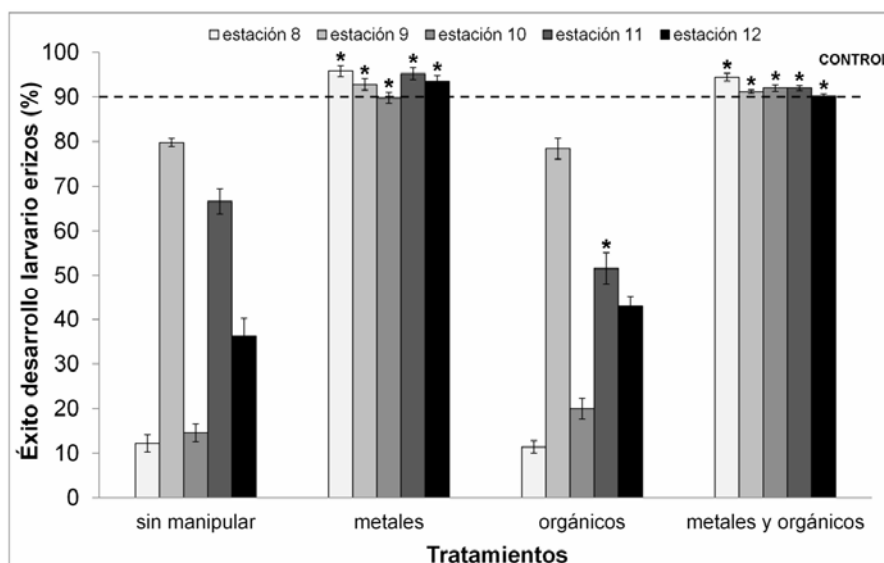 estación 8 estación 9 estación 10 estación 11 estación 12
CONTROL
Éxito desarrollo larvario erizos (%)
100
90
80
70
60
50
40
30
20
10
0
* * * * *
*
* * * * *
sin manipular metales orgánicos metales y orgánicos
Tratamientos